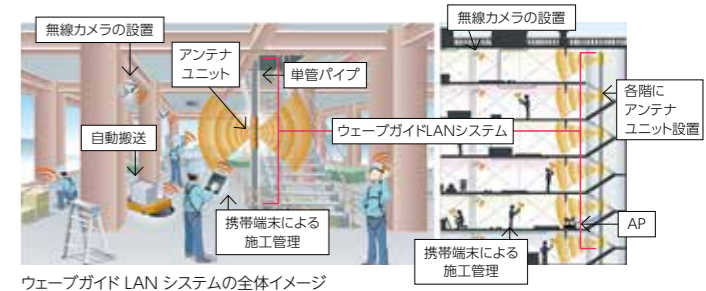 無線カメラの設置
アンテナ
ユニット
単管パイプ
自動搬送
ウェーブガイドLANシステム
携帯端末による
施工管理
無線カメラの設置
各階に
アンテナ
ユニット設置
AP
携帯端末による
施工管理
ウェーブガイド LAN システムの全体イメージ